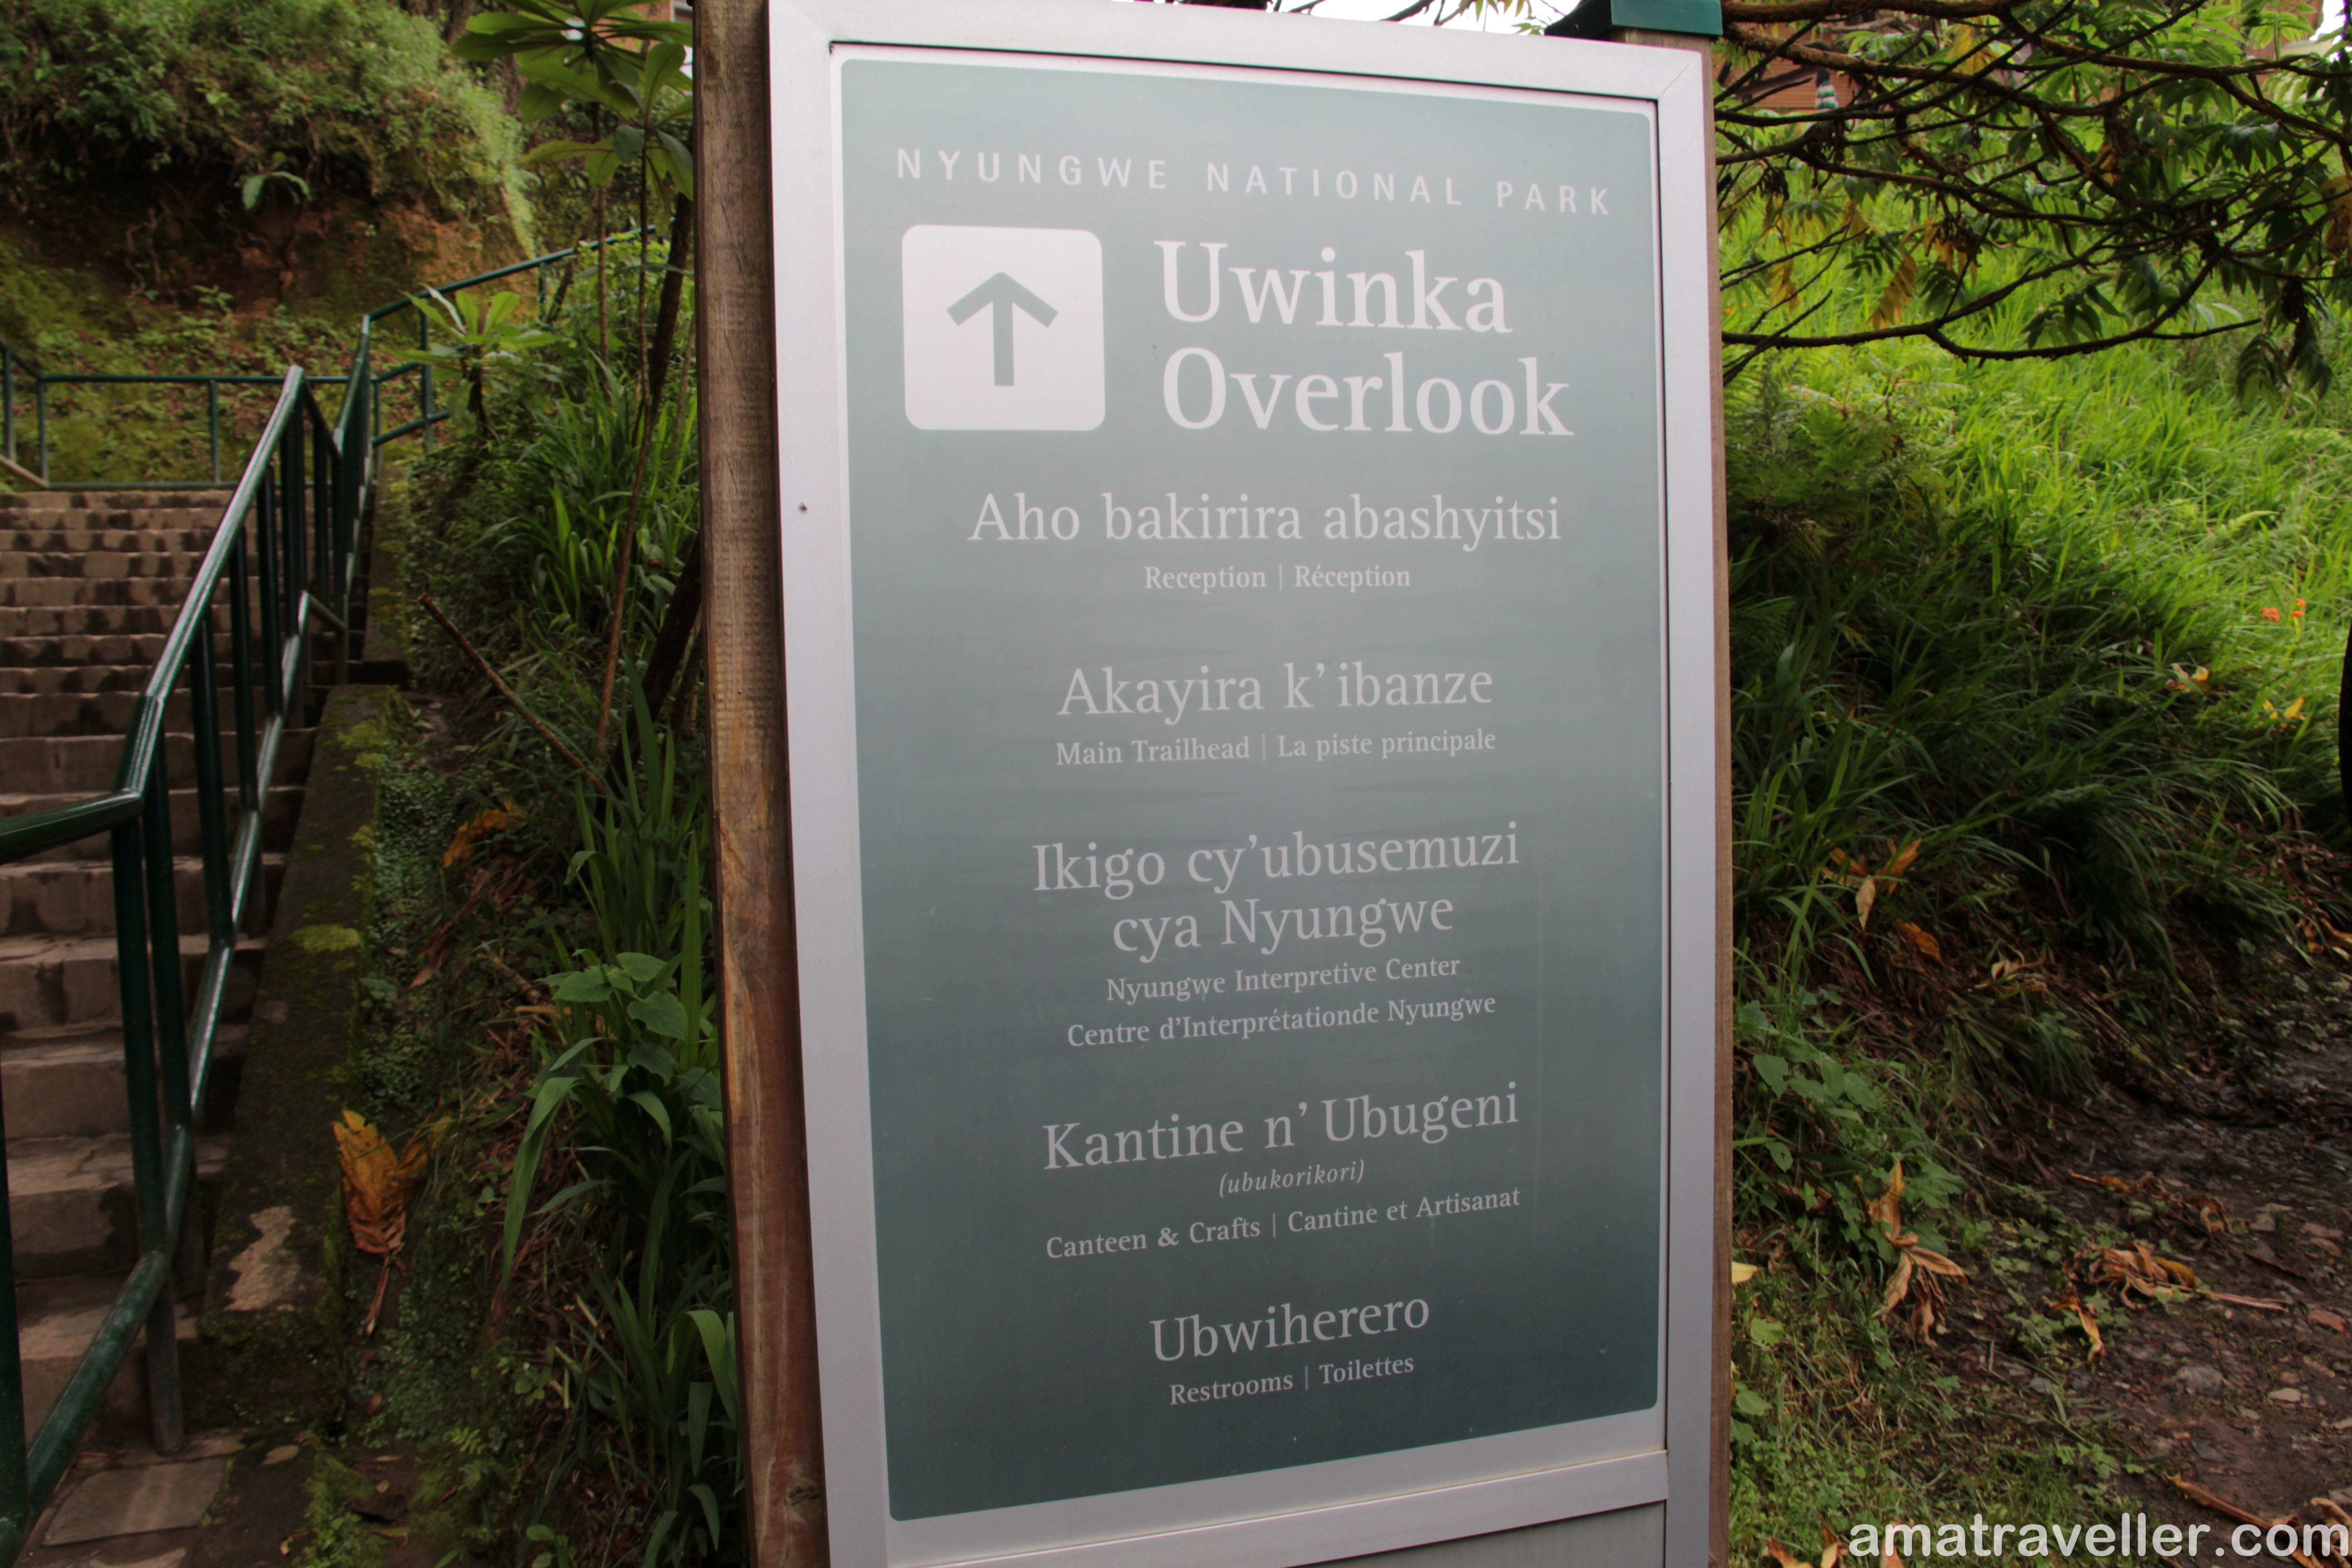 NYUNGWE NATIONAL PARK
Uwinka
Overlook
Aho bakirira abashyitsi
Reception | Réception
Akayira k' ibanze
Main Trailhead | La piste principale
Ikigo cy'ubusemuzi
cya Nyungwe
Nyungwe Interpretive Center
Centre d'Interprétationde Nyungwe
Kantine n' Ubugeni
(ubukorikori)
Canteen & Crafts | Cantine et Artisanat
Ubwiherero
Restrooms | Toilettes
amatraveller.com